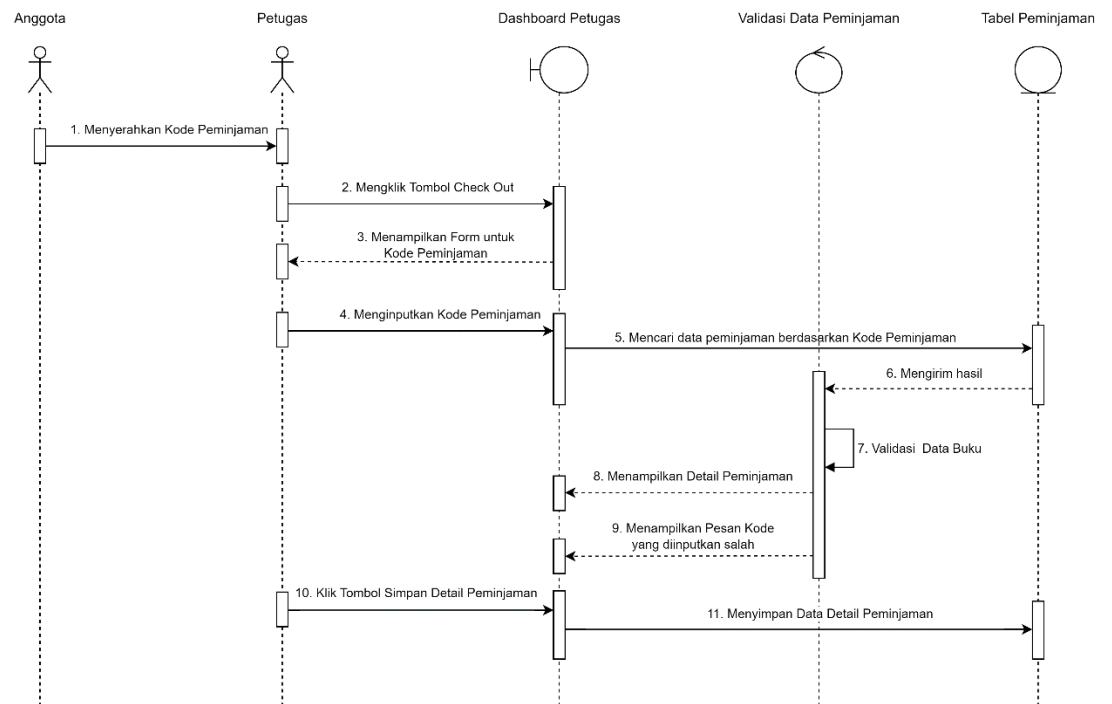 Anggota
Petugas
Dashboard Petugas
Validasi Data Peminjaman
Tabel Peminjaman
1. Menyerahkan Kode Peminjaman
2. Mengklik Tombol Check Out
3. Menampilkan Form untuk
Kode Peminjaman
4. Menginputkan Kode Peminjaman
5. Mencari data peminjaman berdasarkan Kode Peminjaman
6. Mengirim hasil
7. Validasi Data Buku
8. Menampilkan Detail Peminjaman
9. Menampilkan Pesan Kode
yang diinputkan salah
10. Klik Tombol Simpan Detail Peminjaman
11. Menyimpan Data Detail Peminjaman